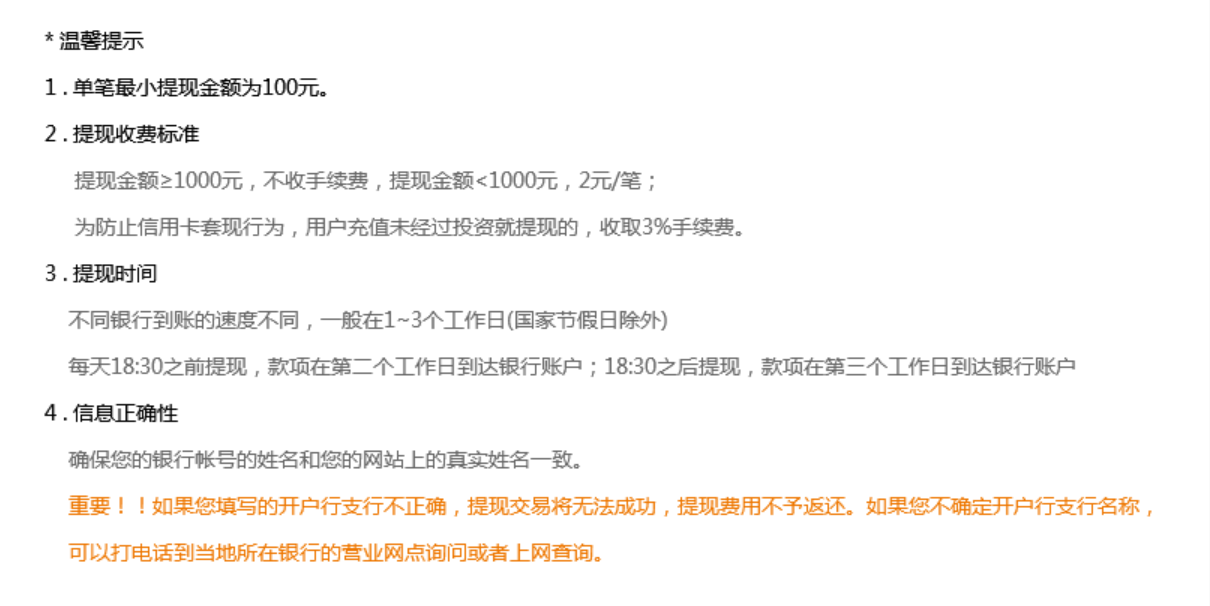 * 温馨提示
1 . 单笔最小提现金额为100元。
2 . 提现收费标准
提现金额≥1000元，不收手续费，提现金额<1000元，2元/笔；
为防止信用卡套现行为，用户充值未经过投资就提现的，收取3%手续费。
3 . 提现时间
不同银行到账的速度不同，一般在1~3个工作日(国家节假日除外)
每天18:30之前提现，款项在第二个工作日到达银行账户；18:30之后提现，款项在第三个工作日到达银行账户
4 . 信息正确性
确保您的银行帐号的姓名和您的网站上的真实姓名一致。
重要！！如果您填写的开户行支行不正确，提现交易将无法成功，提现费用不予返还。如果您不确定开户行支行名称，
可以打电话到当地所在银行的营业网点询问或者上网查询。